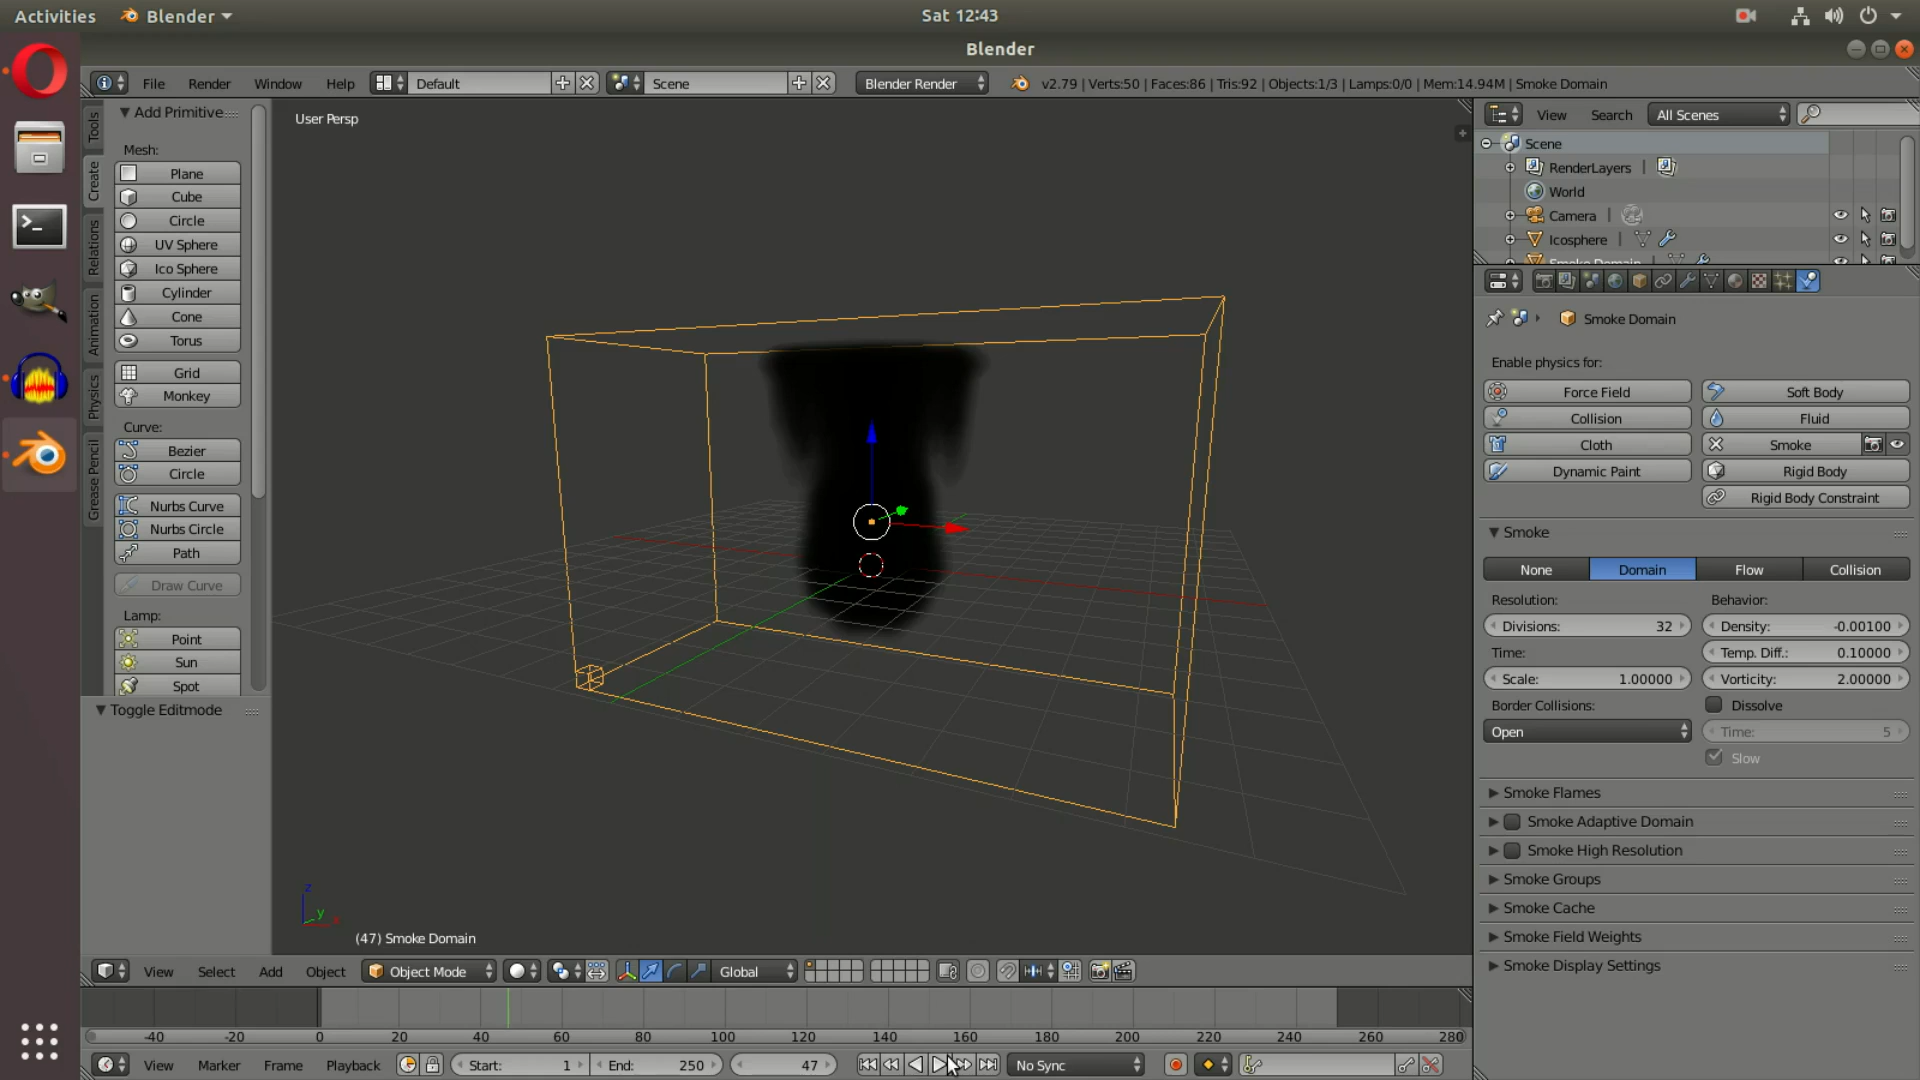 Activities
Blender
Sat 12:43
Blender
File
Render
Window
Help
Default
Scene
Blender Render
v2.79 | Verts:50 | Faces:86 | Tris:92 | Objects:1/3 | Lamps:0/0 | Mem:14.94M | Smoke Domain
Tools
Create
Relations
Animation
Physics
Grease Pencil
Add Primitive
Mesh:
Plane
Cube
Circle
UV Sphere
Ico Sphere
Cylinder
Cone
Torus
Grid
Monkey
Curve:
Bezier
Circle
Nurbs Curve
Nurbs Circle
Path
Draw Curve
Lamp:
Point
Sun
Spot
Toggle Editmode
User Persp
z
y
x
(47) Smoke Domain
View
Search
All Scenes
Scene
RenderLayers
World
Camera
Icosphere
Smoke Domain
Smoke Domain
Enable physics for:
Force Field
Soft Body
Collision
Fluid
Cloth
Smoke
Dynamic Paint
Rigid Body
Rigid Body Constraint
Smoke
None
Domain
Flow
Collision
Resolution:
Behavior:
Divisions: 32
Density: -0.00100
Time:
Temp. Diff.: 0.10000
Scale: 1.00000
Vorticity: 2.00000
Border Collisions:
Dissolve
Open
Time: 5
Slow
Smoke Flames
Smoke Adaptive Domain
Smoke High Resolution
Smoke Groups
Smoke Cache
Smoke Field Weights
Smoke Display Settings
View
Select
Add
Object
Object Mode
Global
-40 -20 0 20 40 60 80 100 120 140 160 180 200 220 240 260 280
View
Marker
Frame
Playback
Start: 1
End: 250
47
No Sync